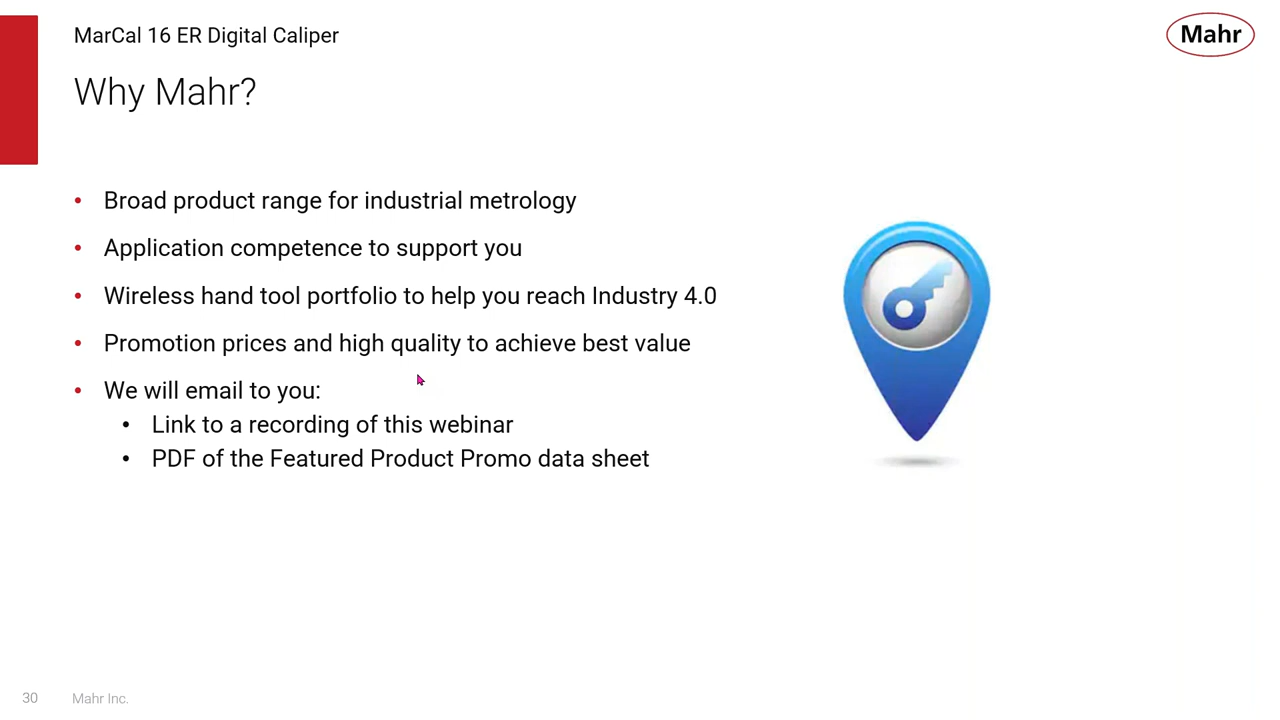 MarCal 16 ER Digital Caliper
Mahr
Why Mahr?
• Broad product range for industrial metrology
• Application competence to support you
• Wireless hand tool portfolio to help you reach Industry 4.0
• Promotion prices and high quality to achieve best value
• We will email to you:
• Link to a recording of this webinar
• PDF of the Featured Product Promo data sheet
30 Mahr Inc.